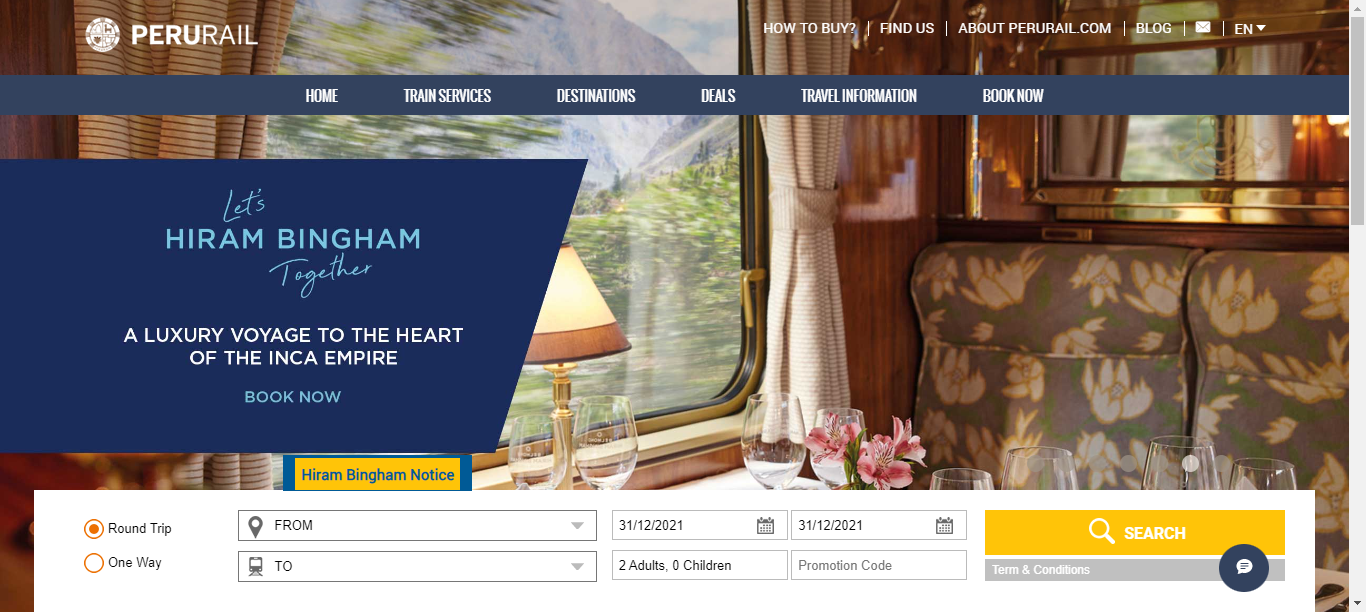 PERURAIL
HOW TO BUY?
FIND US
ABOUT PERURAIL.COM
BLOG
EN
HOME
TRAIN SERVICES
DESTINATIONS
DEALS
TRAVEL INFORMATION
BOOK NOW
Let's
HIRAM BINGHAM
Together
A LUXURY VOYAGE TO THE HEART
OF THE INCA EMPIRE
BOOK NOW
Hiram Bingham Notice
Round Trip
One Way
FROM
TO
31/12/2021
31/12/2021
2 Adults, 0 Children
Promotion Code
SEARCH
Term & Conditions